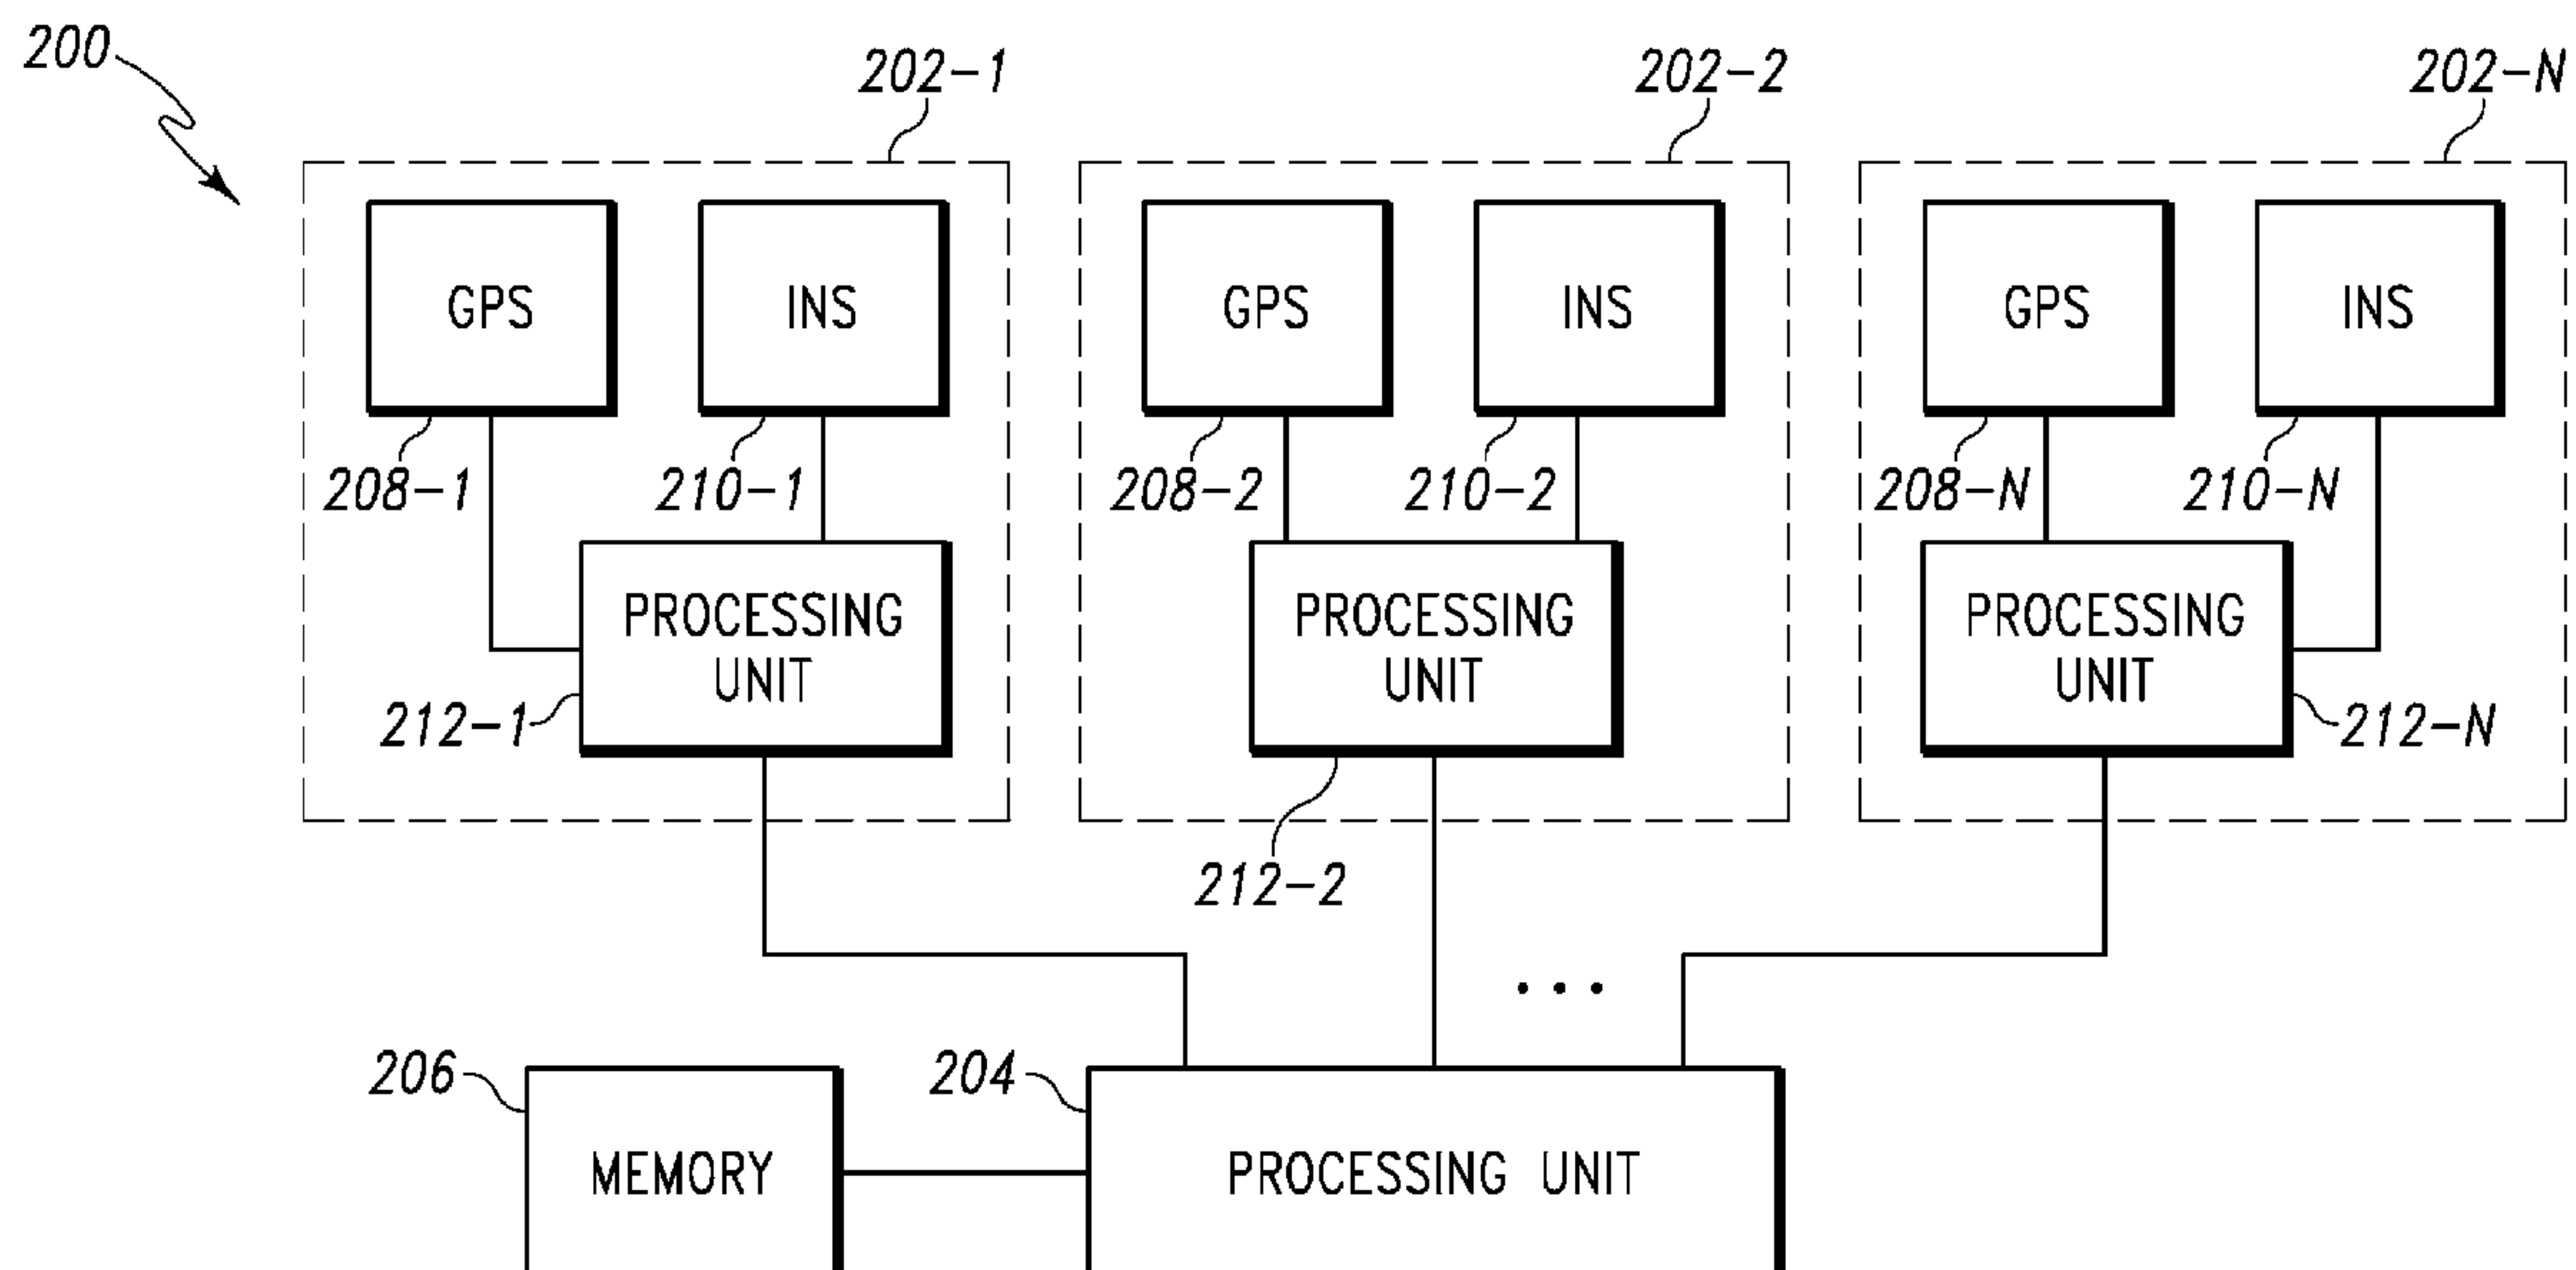 200
202-1
202-2
202-N
GPS
INS
GPS
INS
GPS
INS
208-1
210-1
208-2
210-2
208-N
210-N
PROCESSING
UNIT
PROCESSING
UNIT
PROCESSING
UNIT
212-1
212-N
212-2
...
206
204
MEMORY
PROCESSING UNIT